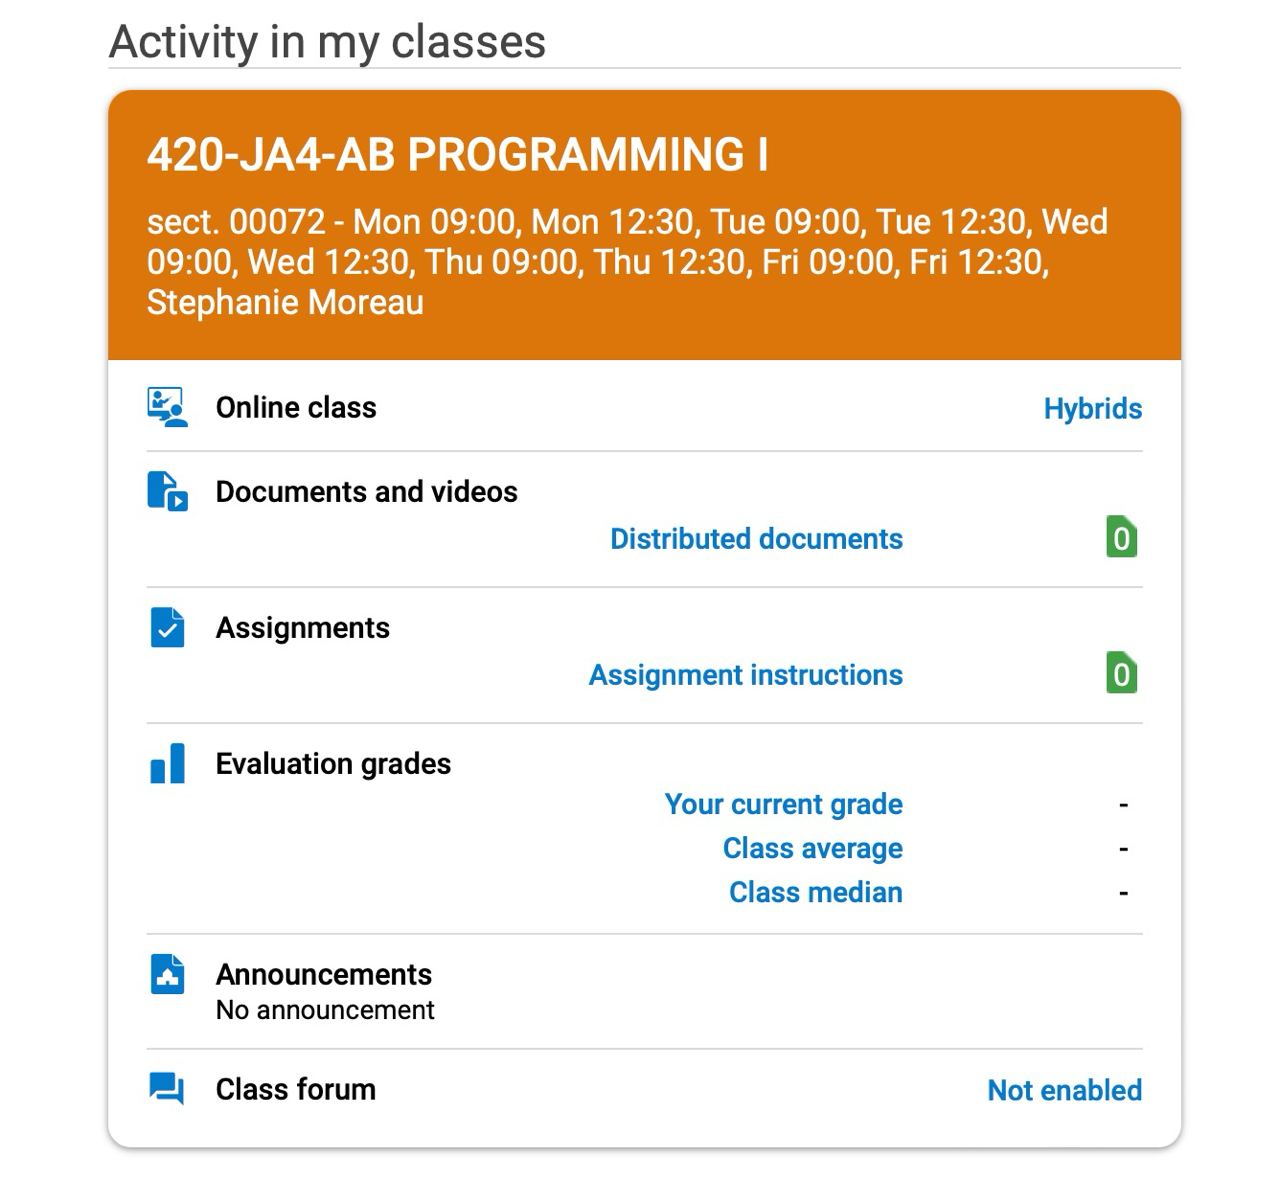 Activity in my classes
420-JA4-AB PROGRAMMING I
sect. 00072 - Mon 09:00, Mon 12:30, Tue 09:00, Tue 12:30, Wed
09:00, Wed 12:30, Thu 09:00, Thu 12:30, Fri 09:00, Fri 12:30,
Stephanie Moreau
Online class Hybrids
Documents and videos
Distributed documents 0
Assignments
Assignment instructions 0
Evaluation grades
Your current grade -
Class average -
Class median -
Announcements
No announcement
Class forum Not enabled